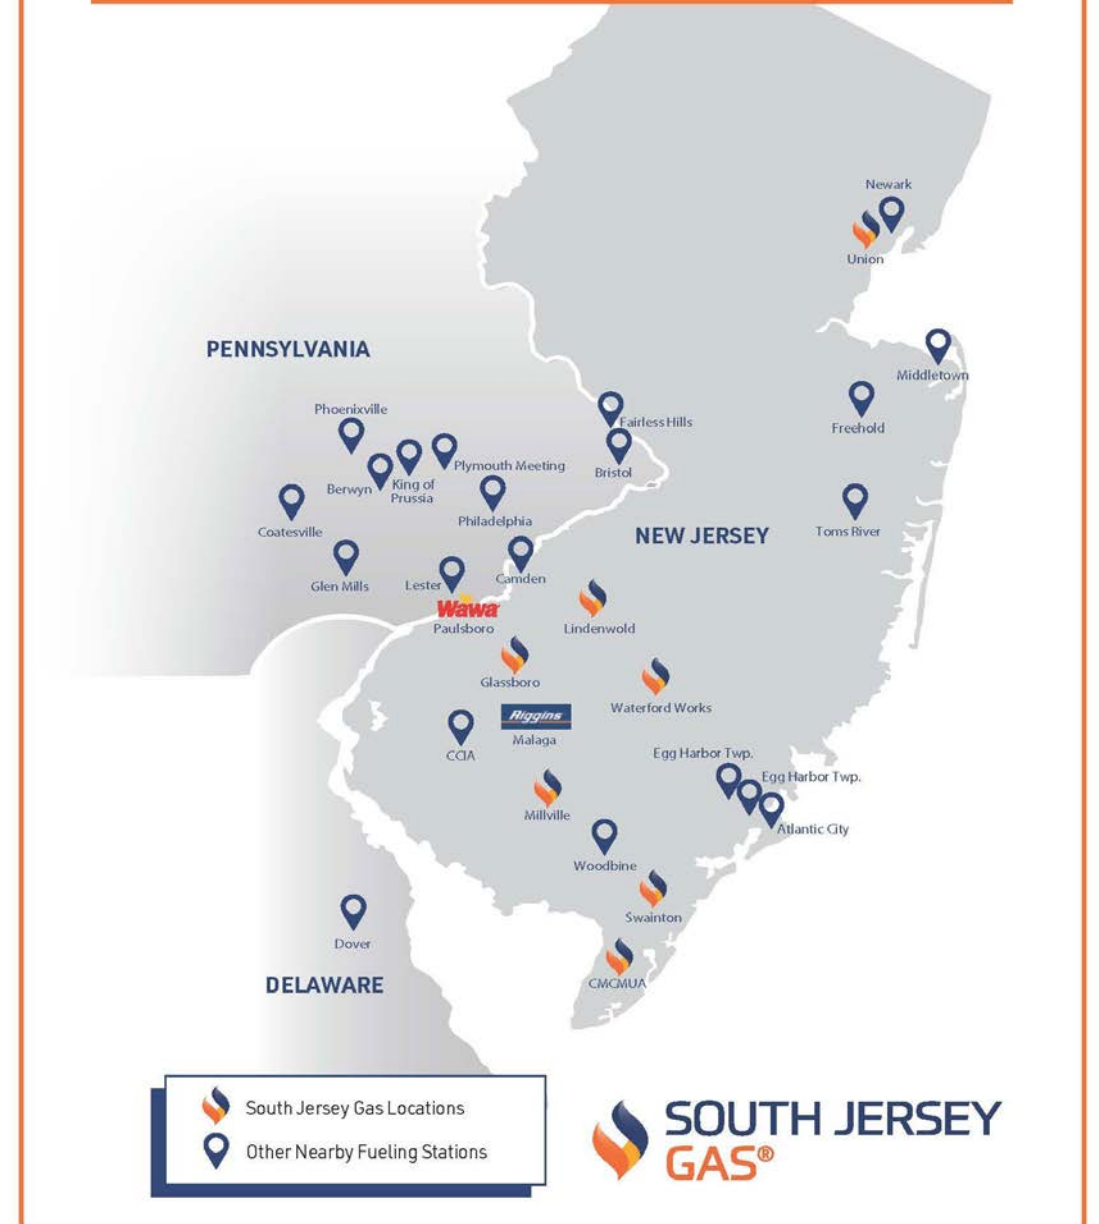 Newark
Union
PENNSYLVANIA
Middletown
Phoenixville
Fairless Hills
Freehold
Plymouth Meeting
Bristol
Berwyn
King of
Prussia
Philadelphia
Coatesville
NEW JERSEY
Toms River
Camden
Glen Mills
Lester
Wawa
Paulsboro
Lindenwold
Glassboro
Waterford Works
Riggins
Malaga
CCIA
Egg Harbor Twp.
Egg Harbor Twp.
Millville
Atlantic City
Woodbine
Swainton
Dover
DELAWARE
CMCMUA
South Jersey Gas Locations
Other Nearby Fueling Stations
SOUTH JERSEY
GAS®